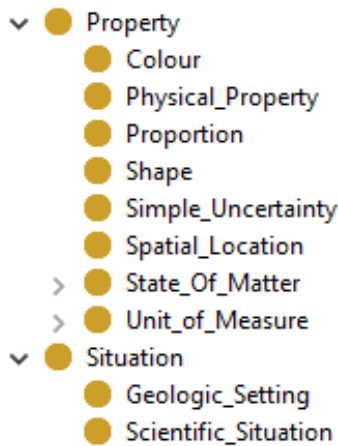 Property
Colour
Physical_Property
Proportion
Shape
Simple_Uncertainty
Spatial_Location
State_Of_Matter
Unit_of_Measure
Situation
Geologic_Setting
Scientific_Situation